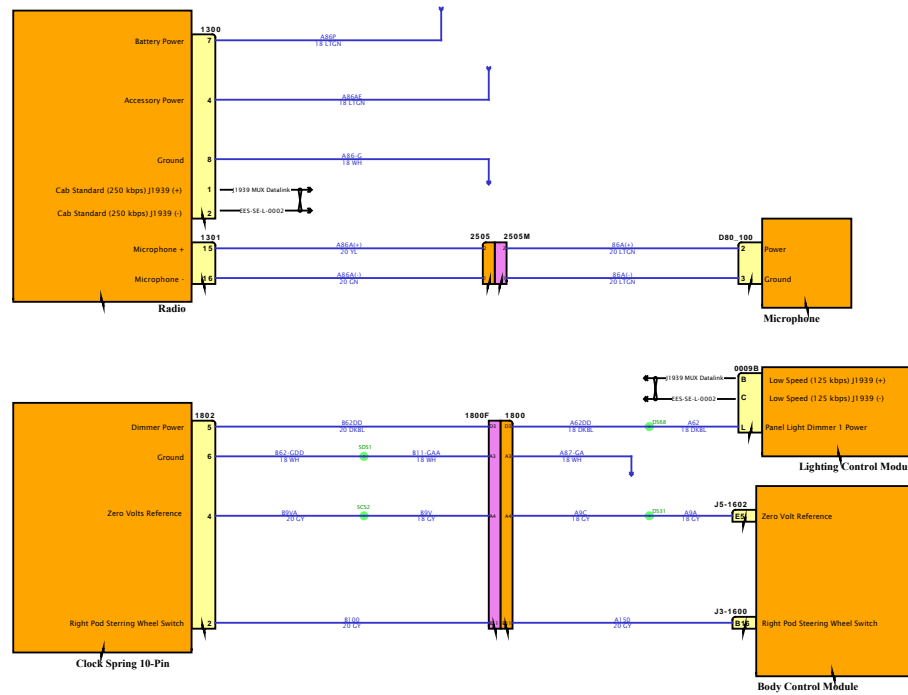 1300
Battery Power 7 A86P
18 LTGN
Accessory Power 4 A86AE
18 LTGN
Ground 8 A86-G
18 WH
Cab Standard (250 kbps) J1939 (+) 1 J1939 MUX Datalink
Cab Standard (250 kbps) J1939 (-) 2 EES-SE-L-0002
1301 2505 2505M D80_100
Microphone + 15 A86A(+) 86A(+) 2 Power
20 YL 20 LTGN
Microphone - 16 A86A(-) 86A(-) 3 Ground
20 GN 20 LTGN
Radio
Microphone
0009B
J1939 MUX Datalink B Low Speed (125 kbps) J1939 (+)
EES-SE-L-0002 C Low Speed (125 kbps) J1939 (-)
1802 1800F 1800
Dimmer Power 5 B62DD D3 D3 A62DD DS68 A62 L Panel Light Dimmer 1 Power
20 DKBL 18 DKBL 18 DKBL
Ground 6 B62-GDD SDS1 B11-GAA A3 A3 A87-GA
18 WH 18 WH 18 WH
Lighting Control Modu
J5-1602
Zero Volts Reference 4 B9VA SCS2 B9V A4 A4 A9C DS31 A9A E5 Zero Volt Reference
20 GY 18 GY 18 GY 18 GY
J3-1600
Right Pod Sterring Wheel Switch 2 B100 A150 B16 Right Pod Steering Wheel Switch
20 GY 20 GY
Clock Spring 10-Pin
Body Control Module